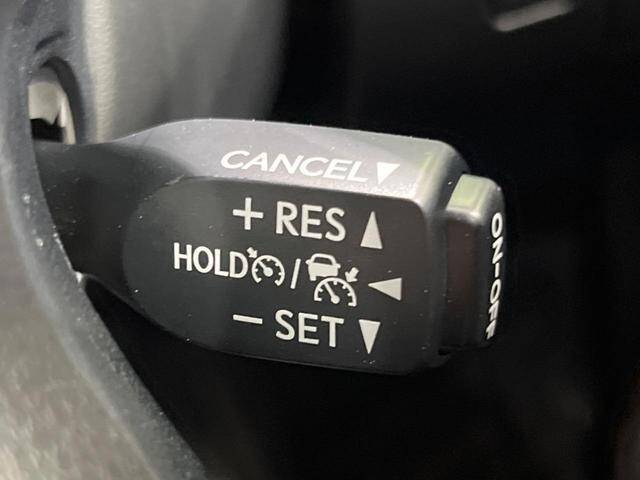 CANCEL▼
+ RES ▲
HOLD / ◀
− SET ▼
ON-OFF